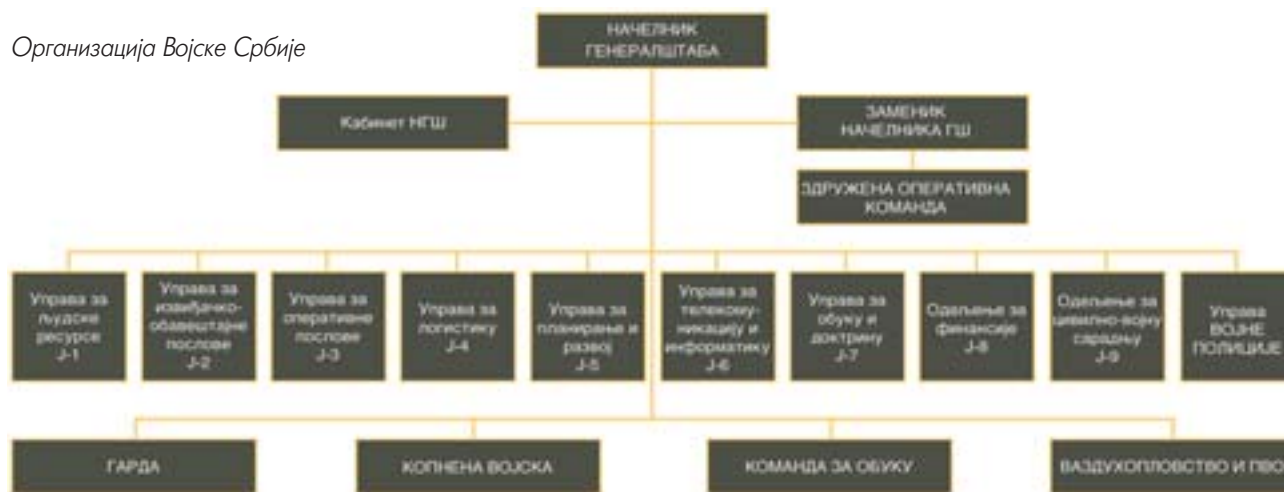 Организација Војске Србије
НАЧЕЛНИК
ГЕНЕРАЛШТАБА
Кабинет НГШ
ЗАМЕНИК
НАЧЕЛНИКА ГШ
ЗДРУЖЕНА ОПЕРАТИВНА
КОМАНДА
Управа за
људске
ресурсе
Ј-1
Управа за
извиђачко-
обавештајне
послове
Ј-2
Управа за
оперативне
послове
Ј-3
Управа за
логистику
Ј-4
Управа за
планирање и
развој
Ј-5
Управа за
телекому-
никацију и
информатику
Ј-6
Управа за
обуку и
доктрину
Ј-7
Одељење за
финансије
Ј-8
Одељење за
цивилно-војну
сарадњу
Ј-9
Управа
ВОЈНЕ
ПОЛИЦИЈЕ
ГАРДА
КОПНЕНА ВОЈСКА
КОМАНДА ЗА ОБУКУ
ВАЗДУХОПЛОВСТВО И ПВО